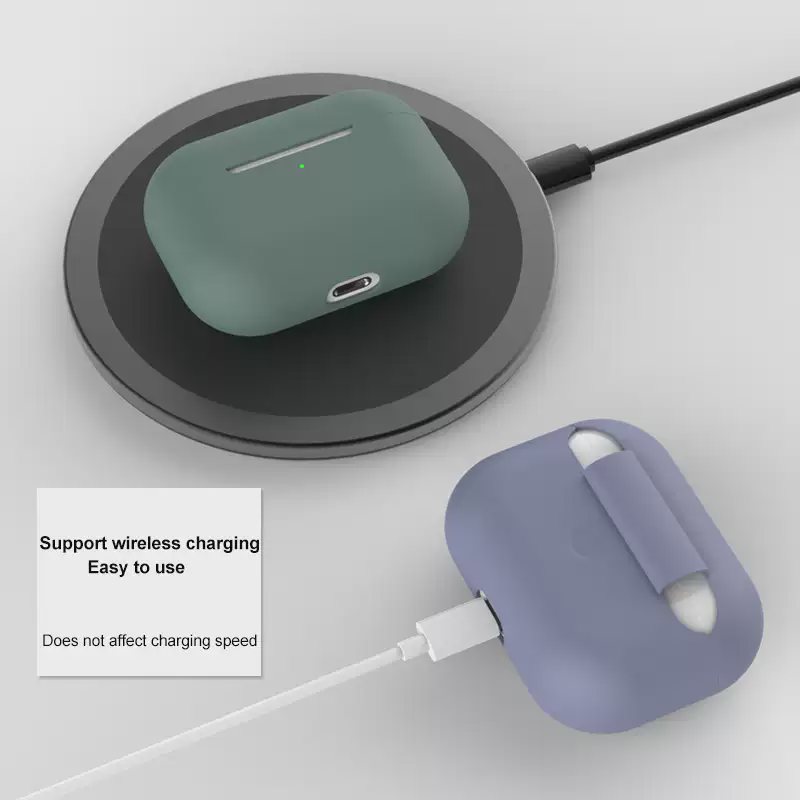 Support wireless charging
Easy to use
Does not affect charging speed